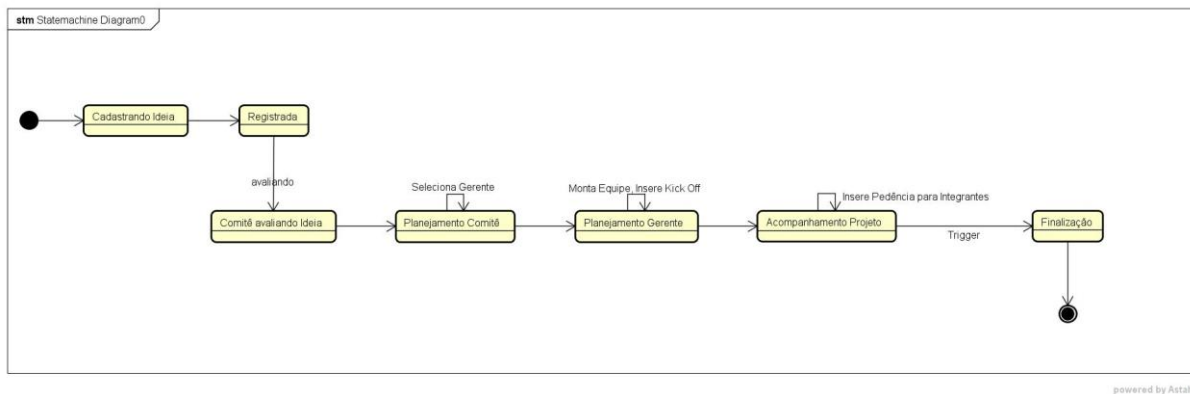 stm Statemachine Diagram0
Cadastrando Ideia
Registrada
avaliando
Seleciona Gerente
Monta Equipe, Insere Kick Off
Insere Pedência para Integrantes
Comitê avaliando Ideia
Planejamento Comitê
Planejamento Gerente
Acompanhamento Projeto
Trigger
Finalização
powered by Astah